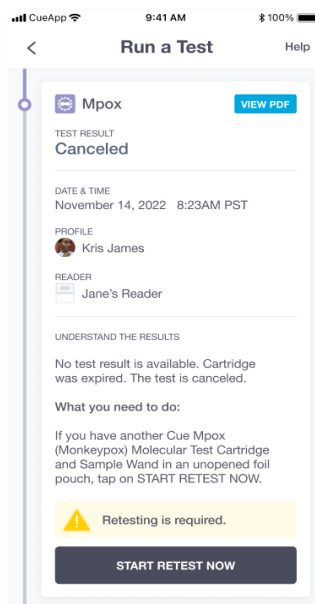 CueApp 9:41 AM 100%
Run a Test Help
Mpox VIEW PDF
TEST RESULT
Canceled
DATE & TIME
November 14, 2022 8:23AM PST
PROFILE
Kris James
READER
Jane's Reader
UNDERSTAND THE RESULTS
No test result is available. Cartridge
was expired. The test is canceled.
What you need to do:
If you have another Cue Mpox
(Monkeypox) Molecular Test Cartridge
and Sample Wand in an unopened foil
pouch, tap on START RETEST NOW.
Retesting is required.
START RETEST NOW